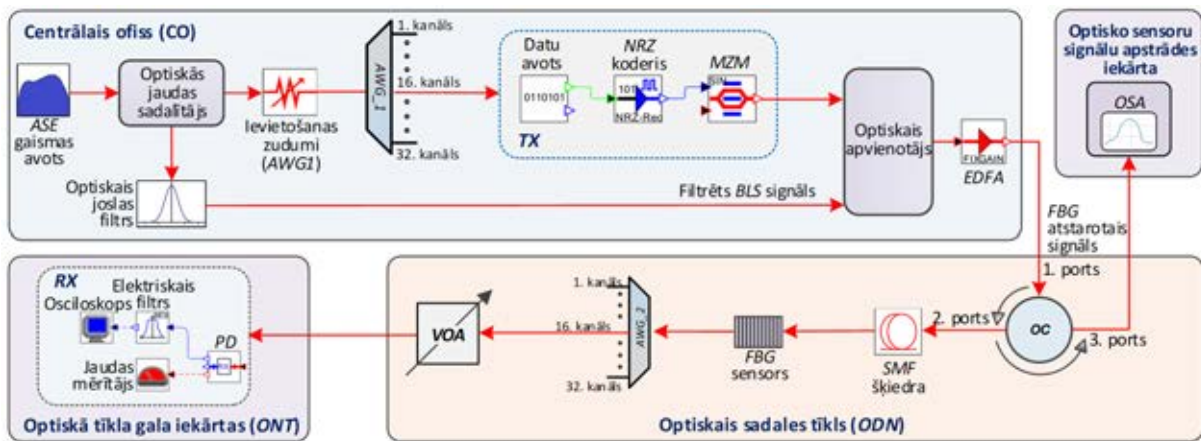 Centrālais ofiss (CO)
ASE
gaismas
avots
Optiskās
jaudas
sadalītājs
Ievietošanas
zudumi
(AWG1)
AWG_1
1. kanāls
16. kanāls
32. kanāls
Datu
avots
0110101
NRZ
koderis
101
NRZ-Rec
MZM
SIN
TX
Optiskais
apvienotājs
FIXGAIN
EDFA
Optiskais
joslas
filtrs
Filtrēts BLS signāls
Optisko sensoru
signālu apstrādes
iekārta
OSA
FBG
atstarotais
signāls
1. ports
2. ports
3. ports
OC
SMF
šķiedra
FBG
sensors
AWG_2
1. kanāls
16. kanāls
32. kanāls
VOA
Optiskais sadales tīkls (ODN)
RX
Elektriskais
filtrs
Osciloskops
PD
Jaudas
mērītājs
Optiskā tīkla gala iekārtas (ONT)